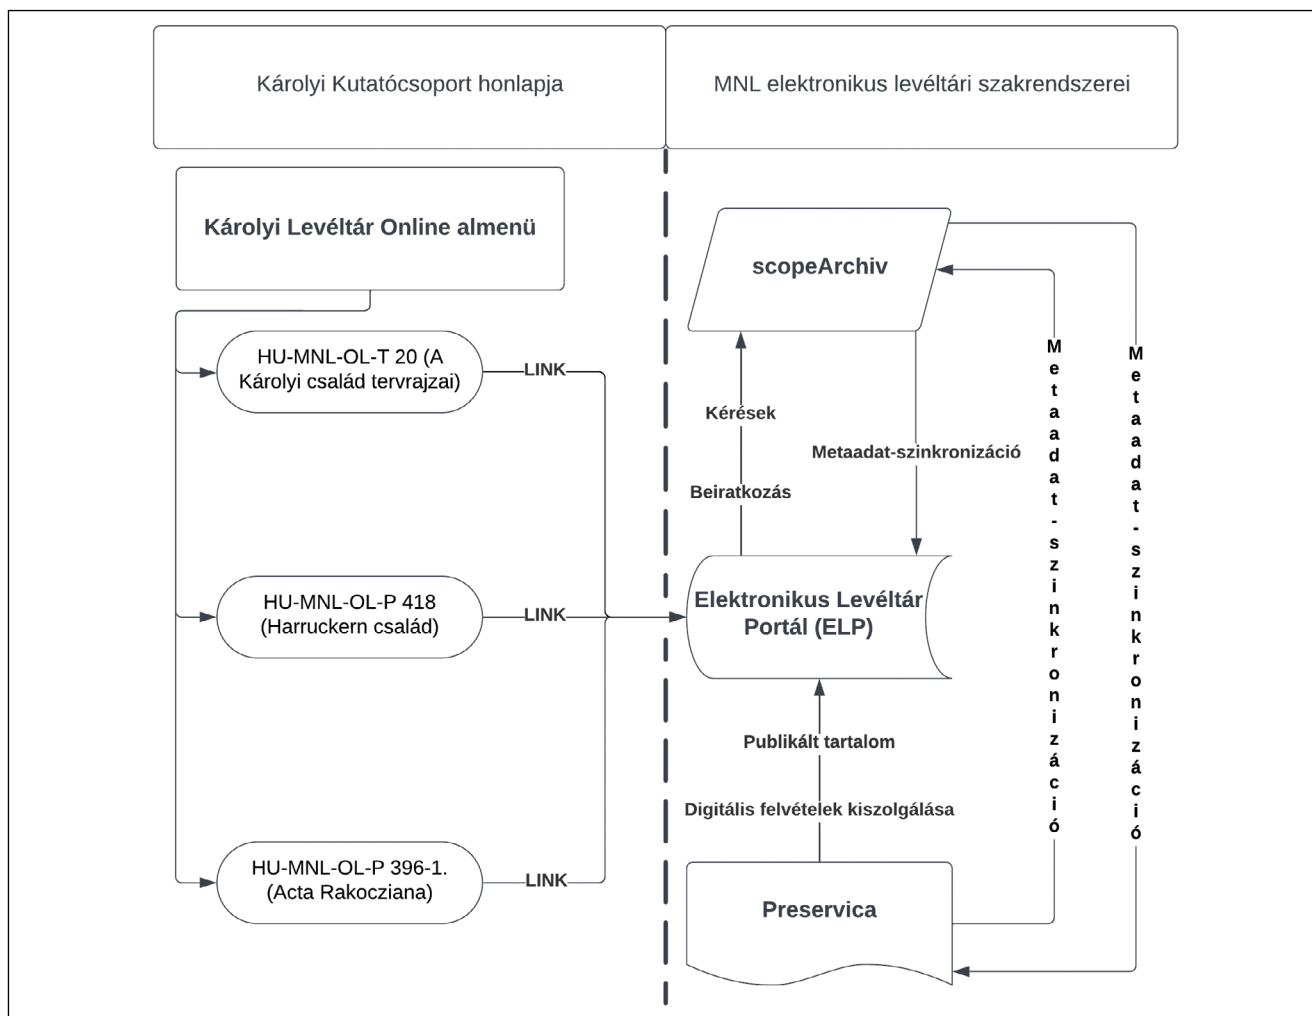 Károlyi Kutatócsoport honlapja
MNL elektronikus levéltári szakrendszerei
Károlyi Levéltár Online almenü
HU-MNL-OL-T 20 (A
Károlyi család tervrajzai)
LINK
HU-MNL-OL-P 418
(Harruckern család)
LINK
HU-MNL-OL-P 396-1.
(Acta Rakocziana)
LINK
scopeArchiv
Kérések
Beiratkozás
Metaadat-szinkronizáció
Elektronikus Levéltár
Portál (ELP)
Publikált tartalom
Digitális felvételek kiszolgálása
Preservica
Metaadat-szinkronizáció
Metaadat-szinkronizáció